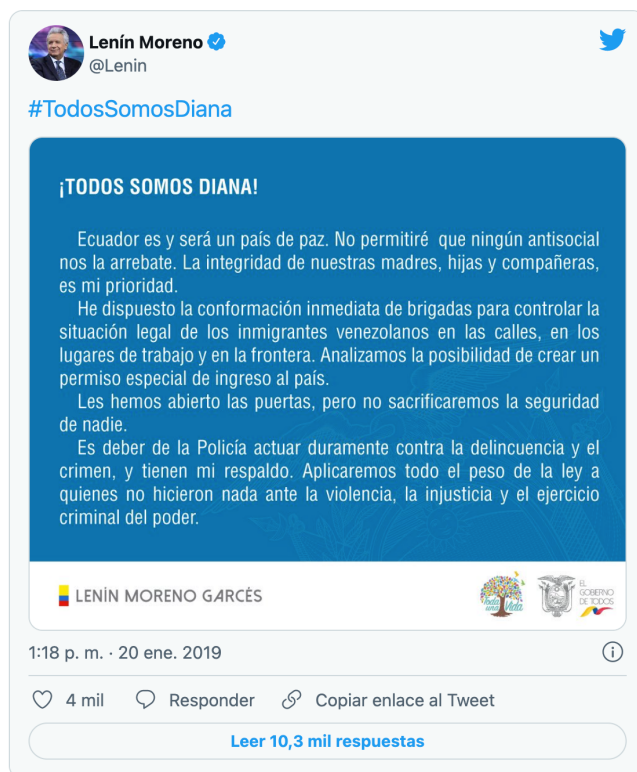 Lenín Moreno
@Lenin
#TodosSomosDiana
¡TODOS SOMOS DIANA!
Ecuador es y será un país de paz. No permitiré que ningún antisocial
nos la arrebate. La integridad de nuestras madres, hijas y compañeras,
es mi prioridad.
He dispuesto la conformación inmediata de brigadas para controlar la
situación legal de los inmigrantes venezolanos en las calles, en los
lugares de trabajo y en la frontera. Analizamos la posibilidad de crear un
permiso especial de ingreso al país.
Les hemos abierto las puertas, pero no sacrificaremos la seguridad
de nadie.
Es deber de la Policía actuar duramente contra la delincuencia y el
crimen, y tienen mi respaldo. Aplicaremos todo el peso de la ley a
quienes no hicieron nada ante la violencia, la injusticia y el ejercicio
criminal del poder.
LENÍN MORENO GARCÉS
Toda
una Vida
EL
GOBIERNO
DE TODOS
1:18 p. m. · 20 ene. 2019
4 mil Responder Copiar enlace al Tweet
Leer 10,3 mil respuestas